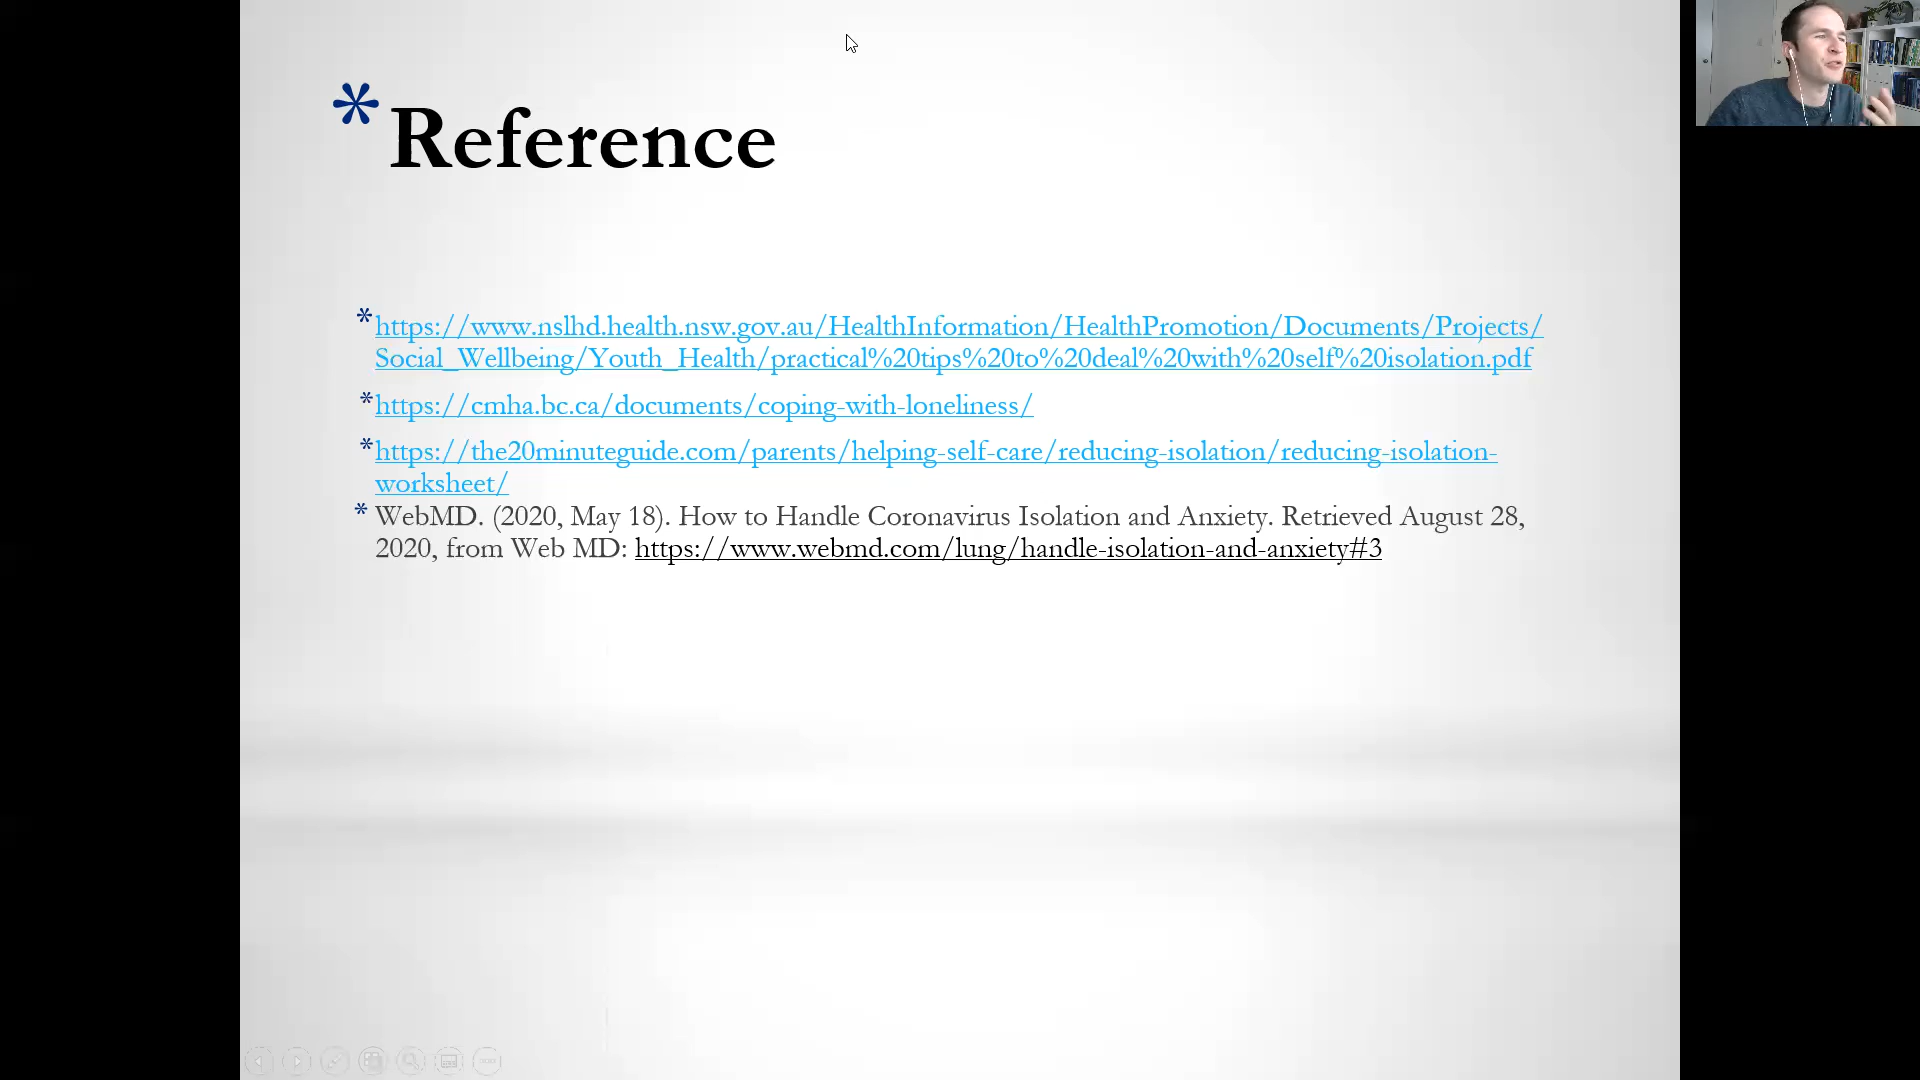 * Reference
* https://www.nslhd.health.nsw.gov.au/HealthInformation/HealthPromotion/Documents/Projects/
Social_Wellbeing/Youth_Health/practical%20tips%20to%20deal%20with%20self%20isolation.pdf
* https://cmha.bc.ca/documents/coping-with-loneliness/
* https://the20minuteguide.com/parents/helping-self-care/reducing-isolation/reducing-isolation-
worksheet/
* WebMD. (2020, May 18). How to Handle Coronavirus Isolation and Anxiety. Retrieved August 28,
2020, from Web MD: https://www.webmd.com/lung/handle-isolation-and-anxiety#3